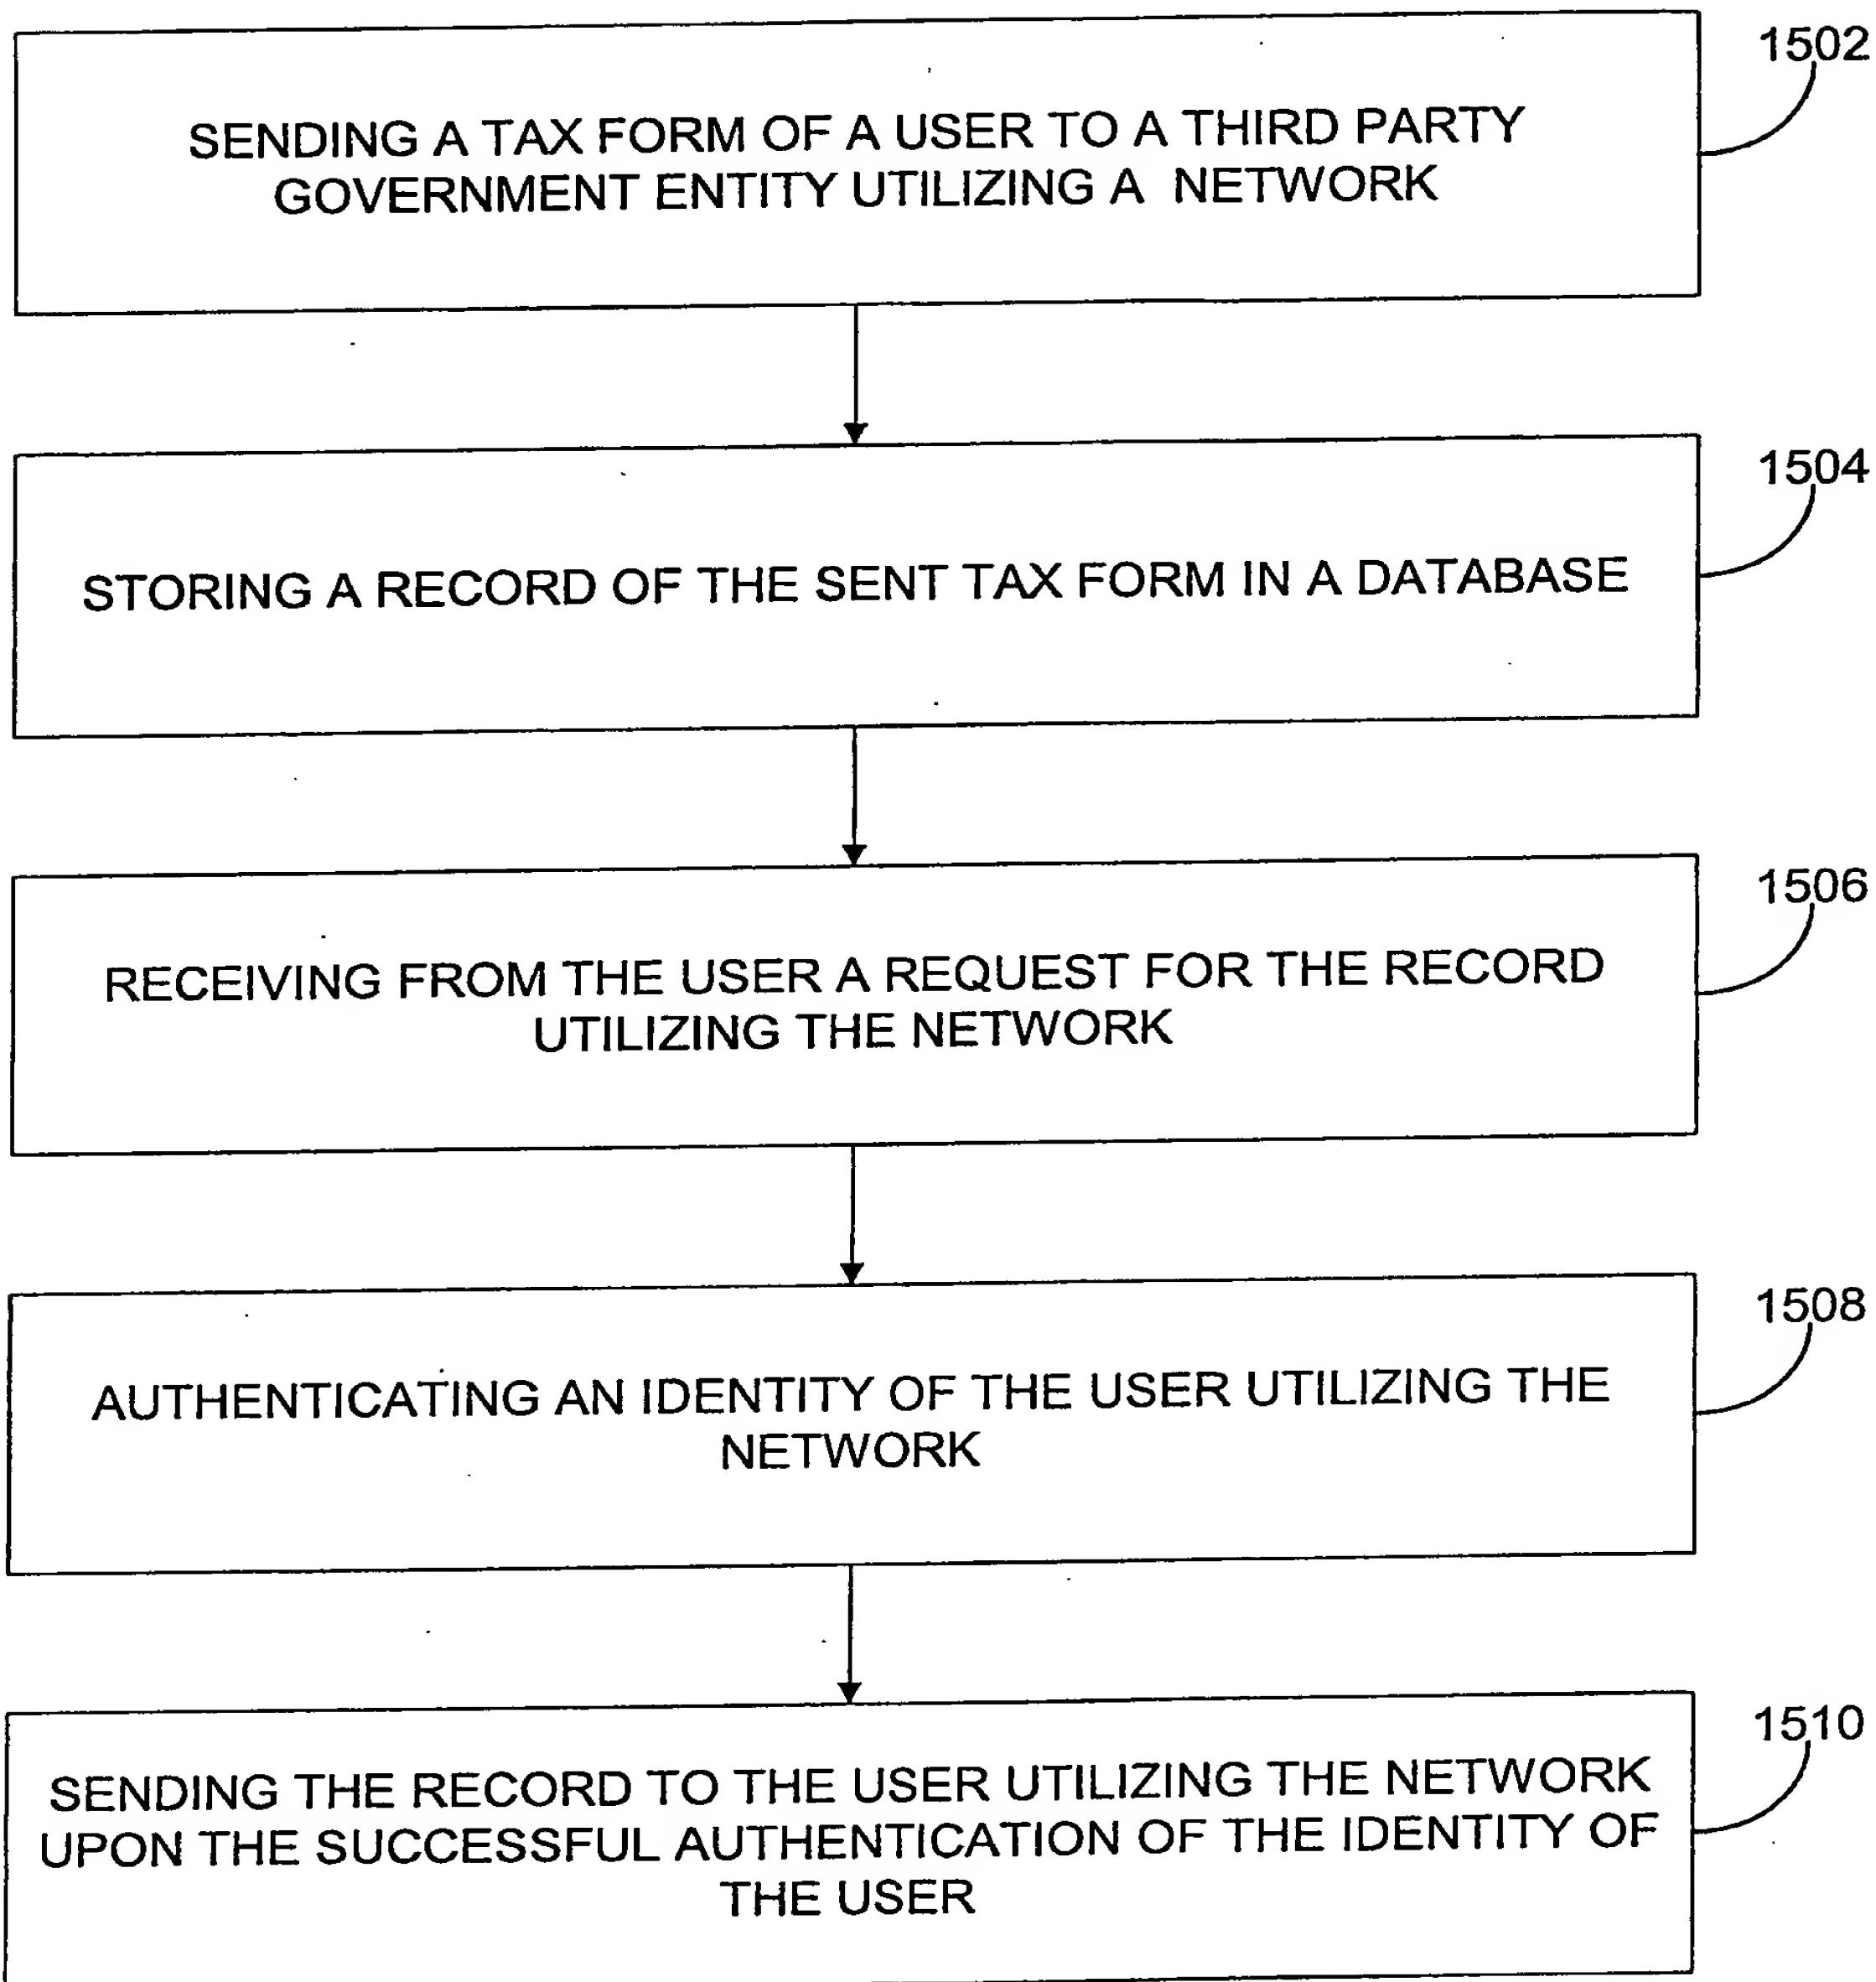 1502
SENDING A TAX FORM OF A USER TO A THIRD PARTY
GOVERNMENT ENTITY UTILIZING A NETWORK
1504
STORING A RECORD OF THE SENT TAX FORM IN A DATABASE
1506
RECEIVING FROM THE USER A REQUEST FOR THE RECORD
UTILIZING THE NETWORK
1508
AUTHENTICATING AN IDENTITY OF THE USER UTILIZING THE
NETWORK
1510
SENDING THE RECORD TO THE USER UTILIZING THE NETWORK
UPON THE SUCCESSFUL AUTHENTICATION OF THE IDENTITY OF
THE USER